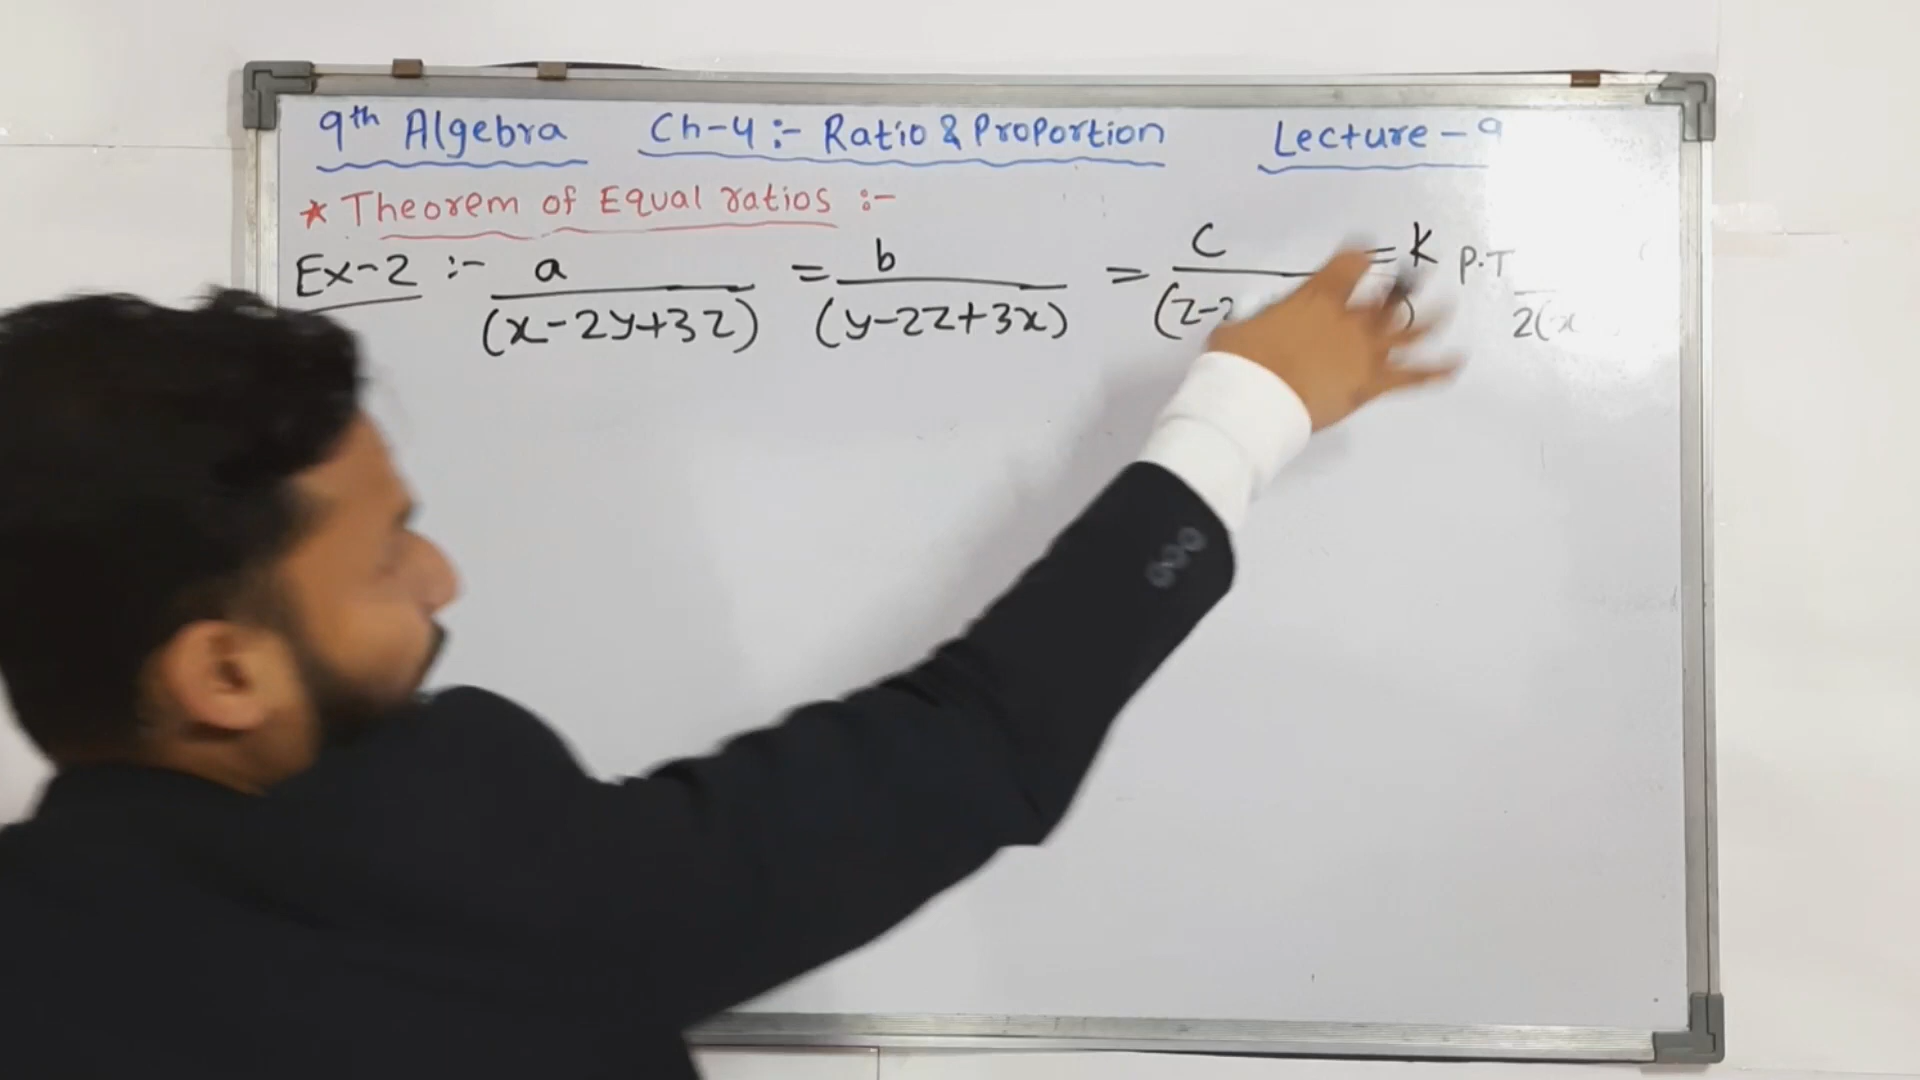 9th Algebra Ch-4:- Ratio & Proportion Lecture - 9
* Theorem of Equal ratios :-
Ex-2 :- a = b = c = K P.T
(x-2y+3z) (y-2z+3x) (z-2 ) 2(x